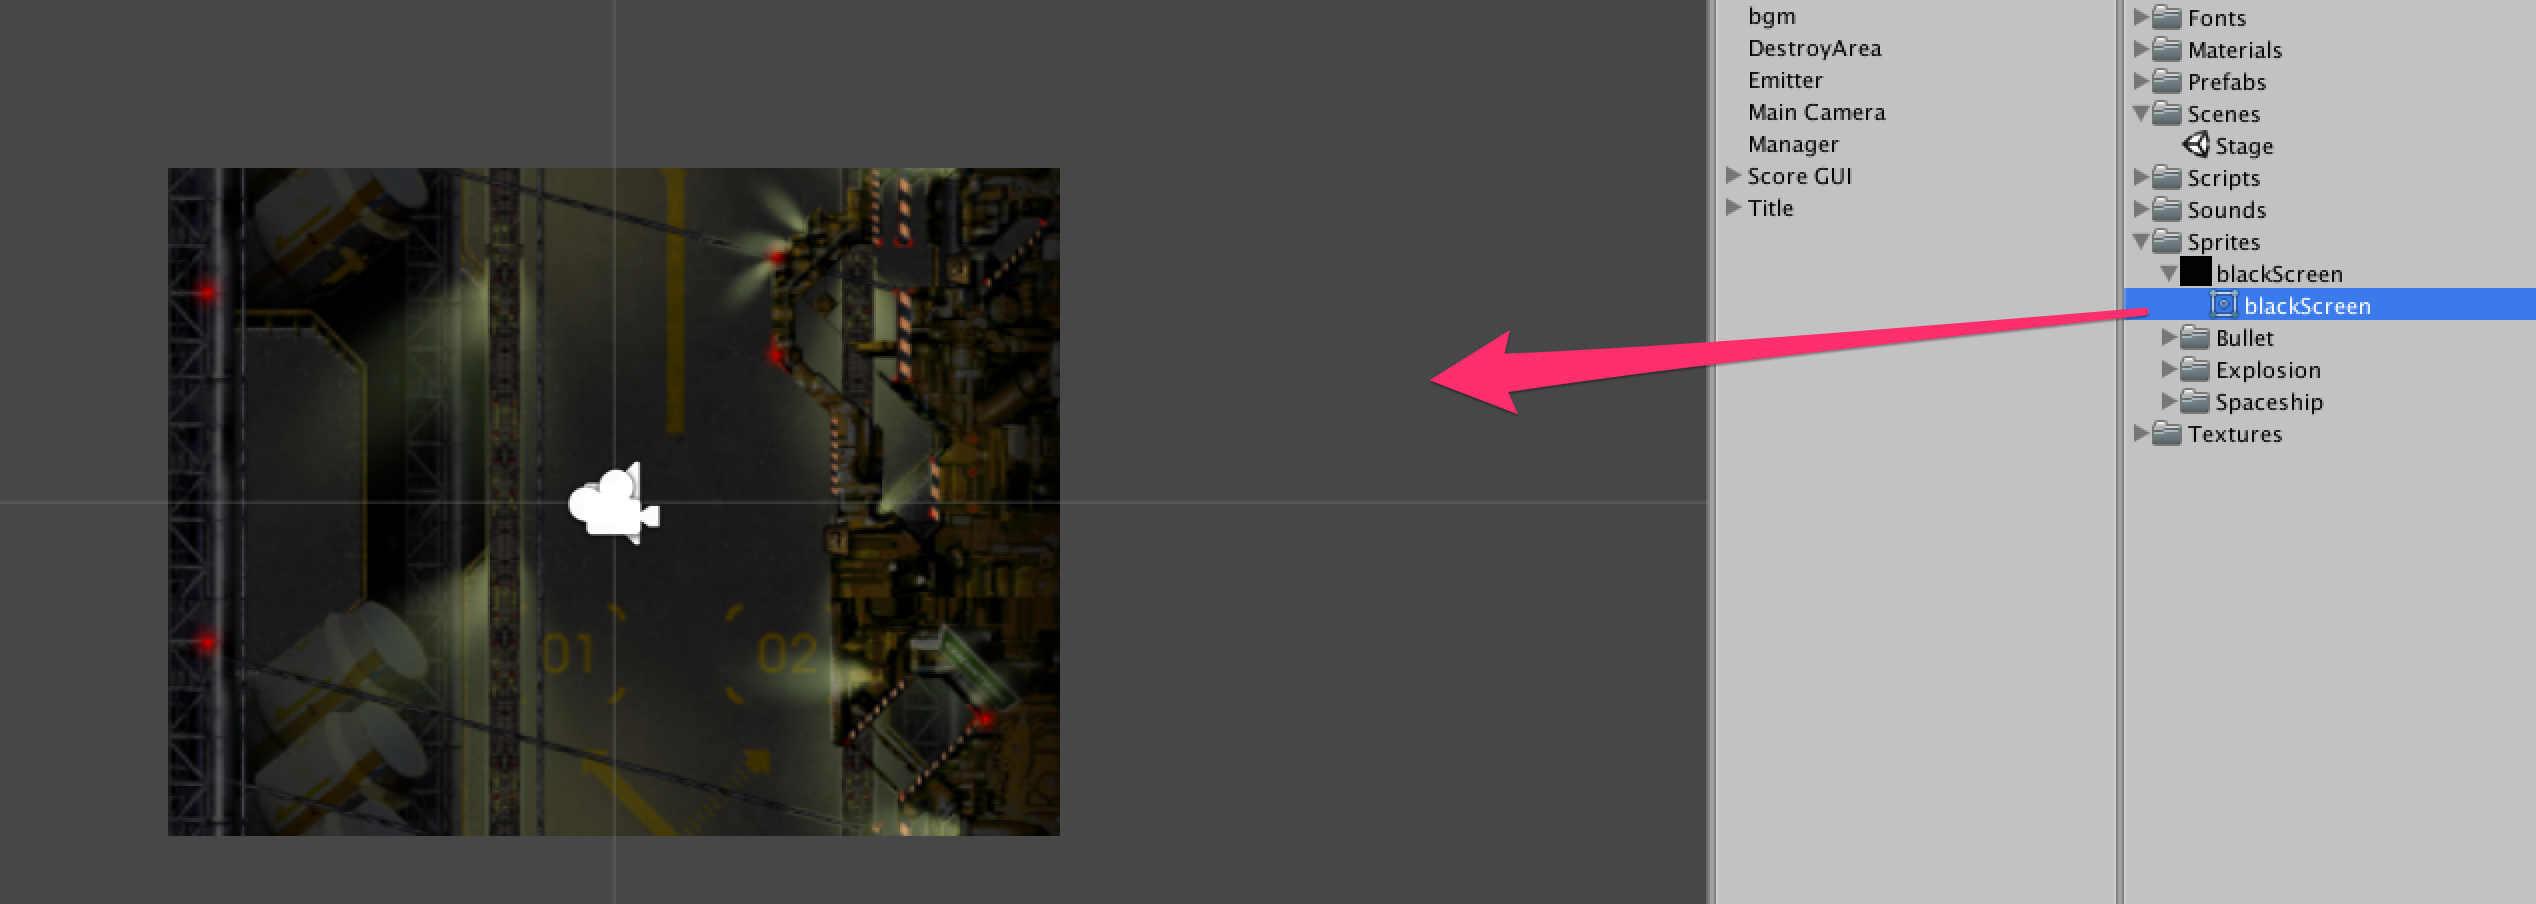 01
02
bgm
DestroyArea
Emitter
Main Camera
Manager
Score GUI
Title
Fonts
Materials
Prefabs
Scenes
Stage
Scripts
Sounds
Sprites
blackScreen
blackScreen
Bullet
Explosion
Spaceship
Textures